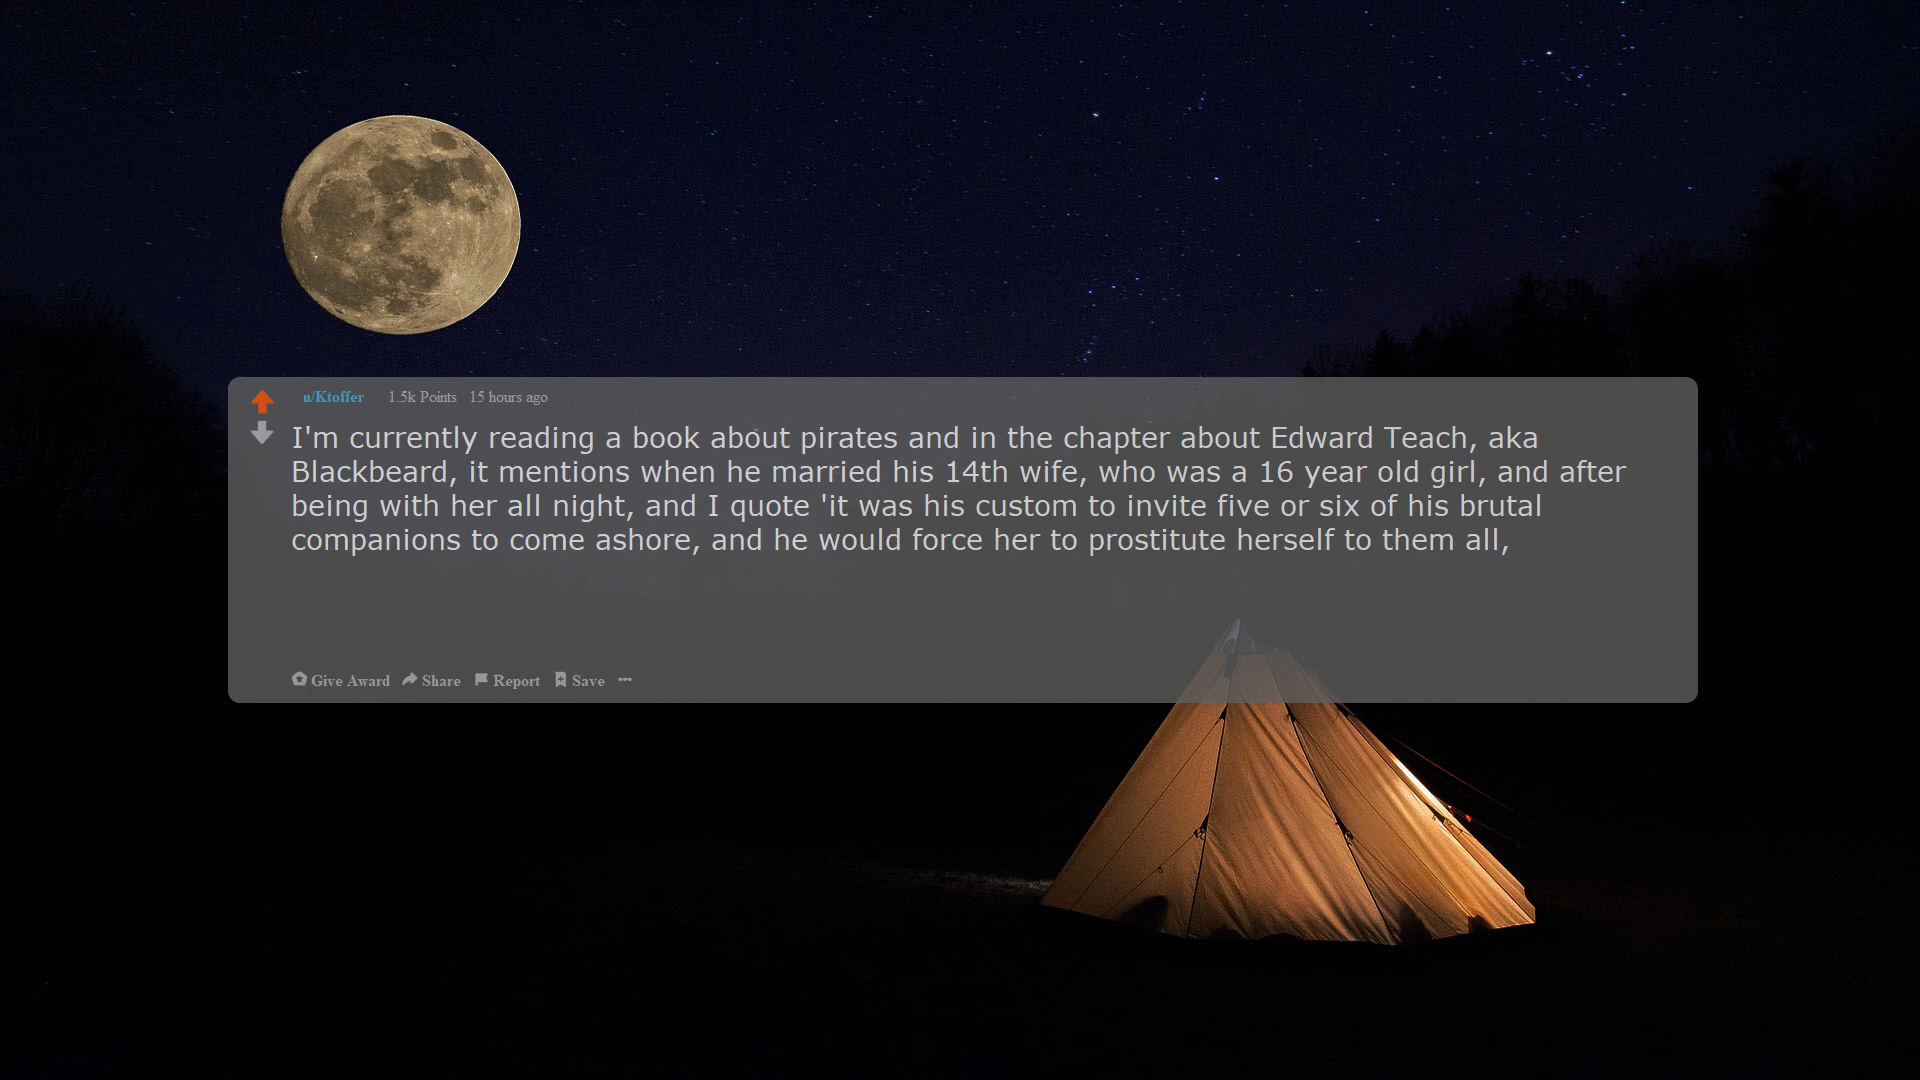 u/Ktoffer 1.5k Points 15 hours ago
I'm currently reading a book about pirates and in the chapter about Edward Teach, aka
Blackbeard, it mentions when he married his 14th wife, who was a 16 year old girl, and after
being with her all night, and I quote 'it was his custom to invite five or six of his brutal
companions to come ashore, and he would force her to prostitute herself to them all,
Give Award Share Report Save ···